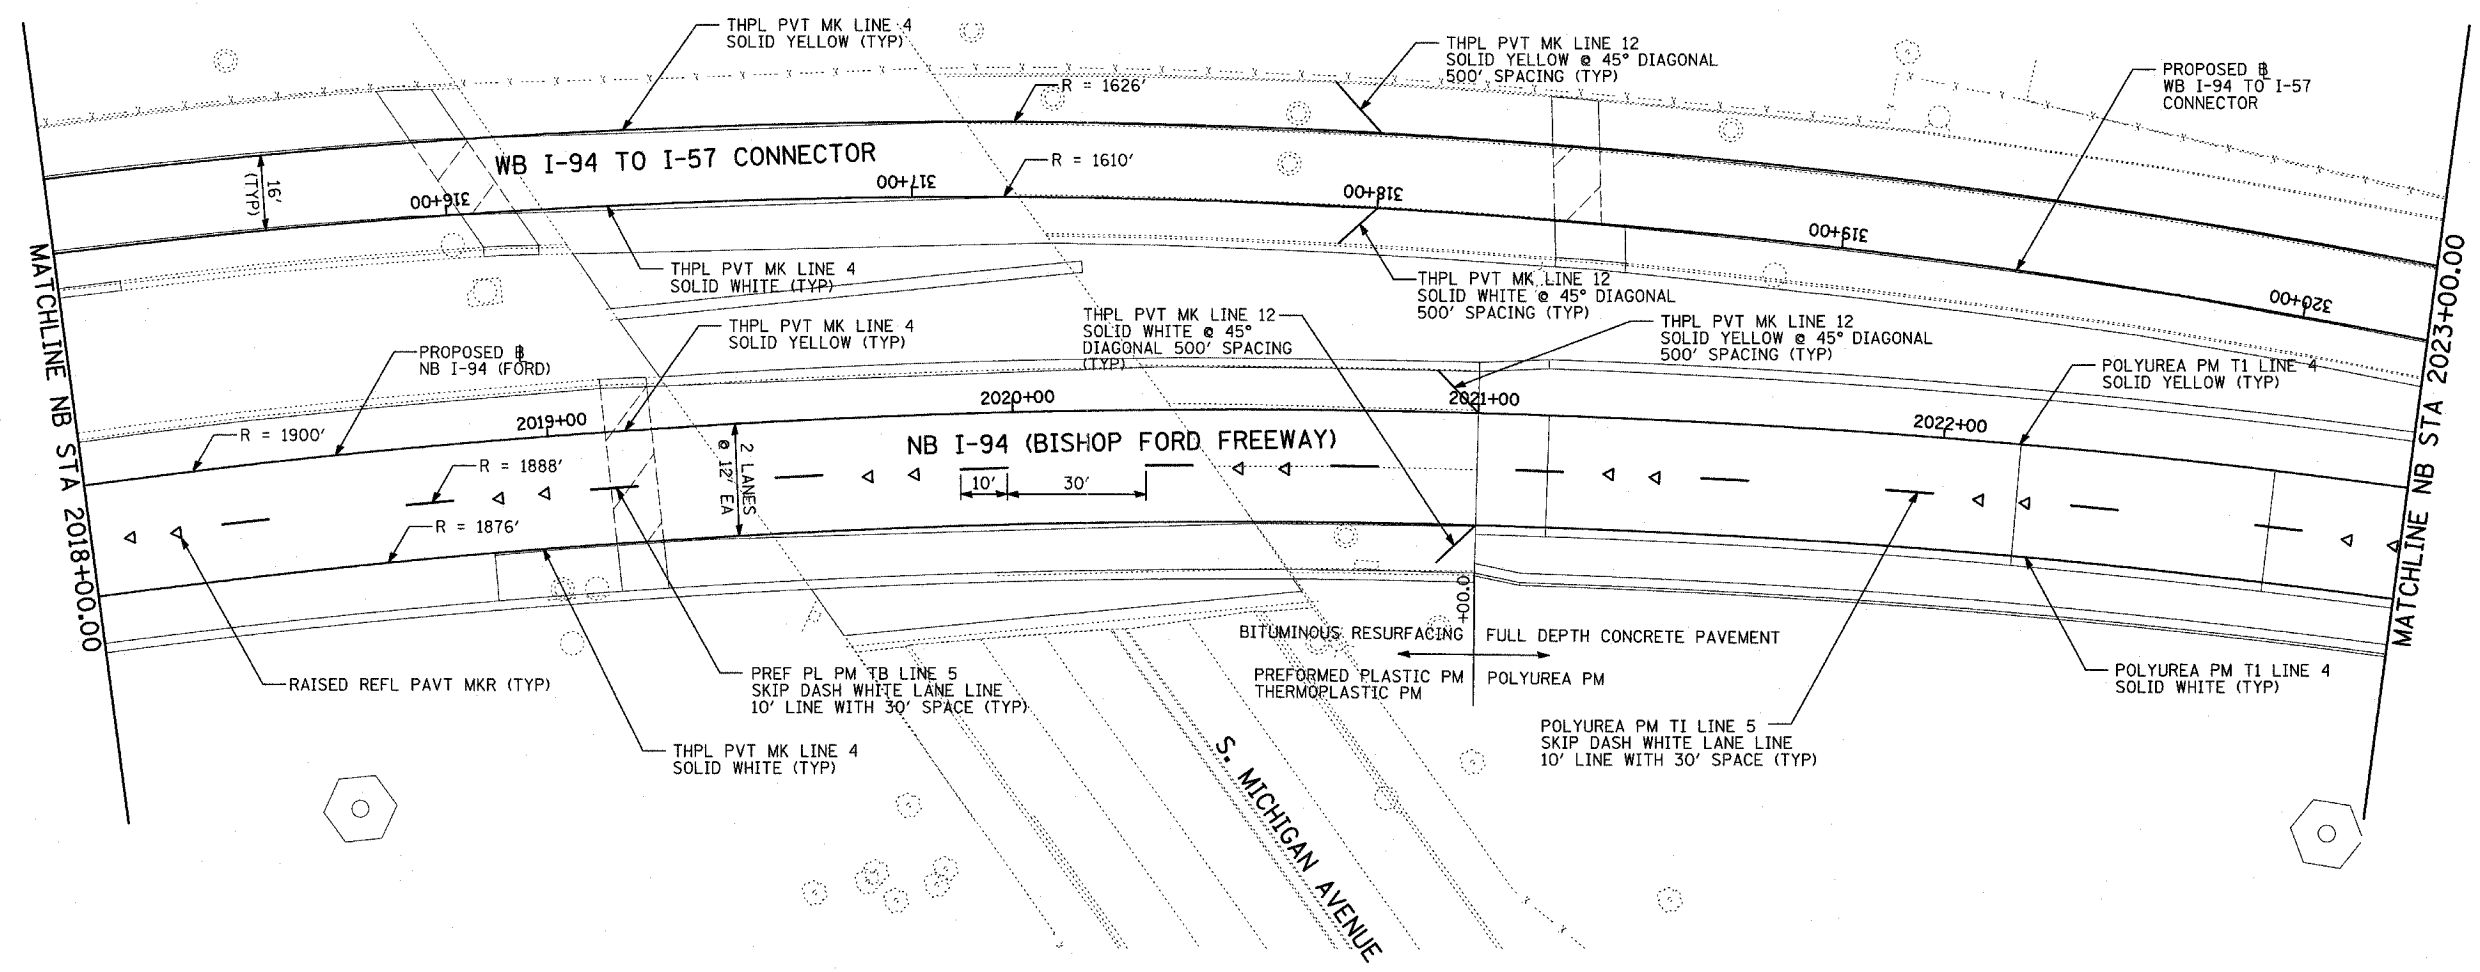 THPL PVT MK LINE 4
SOLID YELLOW (TYP)
THPL PVT MK LINE 12
SOLID YELLOW @ 45° DIAGONAL
500' SPACING (TYP)
PROPOSED ⅊
WB I-94 TO I-57
CONNECTOR
R = 1626'
WB I-94 TO I-57 CONNECTOR
R = 1610'
16'
(TYP)
316+00
317+00
318+00
319+00
320+00
THPL PVT MK LINE 4
SOLID WHITE (TYP)
THPL PVT MK LINE 12
SOLID WHITE @ 45° DIAGONAL
500' SPACING (TYP)
MATCHLINE NB STA 2018+00.00
MATCHLINE NB STA 2023+00.00
THPL PVT MK LINE 4
SOLID YELLOW (TYP)
THPL PVT MK LINE 12
SOLID WHITE @ 45°
DIAGONAL 500' SPACING
(TYP)
THPL PVT MK LINE 12
SOLID YELLOW @ 45° DIAGONAL
500' SPACING (TYP)
PROPOSED ⅊
NB I-94 (FORD)
POLYUREA PM T1 LINE 4
SOLID YELLOW (TYP)
2019+00
2020+00
2021+00
2022+00
R = 1900'
R = 1888'
R = 1876'
NB I-94 (BISHOP FORD FREEWAY)
2 LANES
@ 12' EA
10'
30'
+00.00
BITUMINOUS RESURFACING
FULL DEPTH CONCRETE PAVEMENT
PREFORMED PLASTIC PM
THERMOPLASTIC PM
POLYUREA PM
RAISED REFL PAVT MKR (TYP)
PREF PL PM TB LINE 5
SKIP DASH WHITE LANE LINE
10' LINE WITH 30' SPACE (TYP)
POLYUREA PM T1 LINE 4
SOLID WHITE (TYP)
THPL PVT MK LINE 4
SOLID WHITE (TYP)
POLYUREA PM TI LINE 5
SKIP DASH WHITE LANE LINE
10' LINE WITH 30' SPACE (TYP)
S. MICHIGAN AVENUE